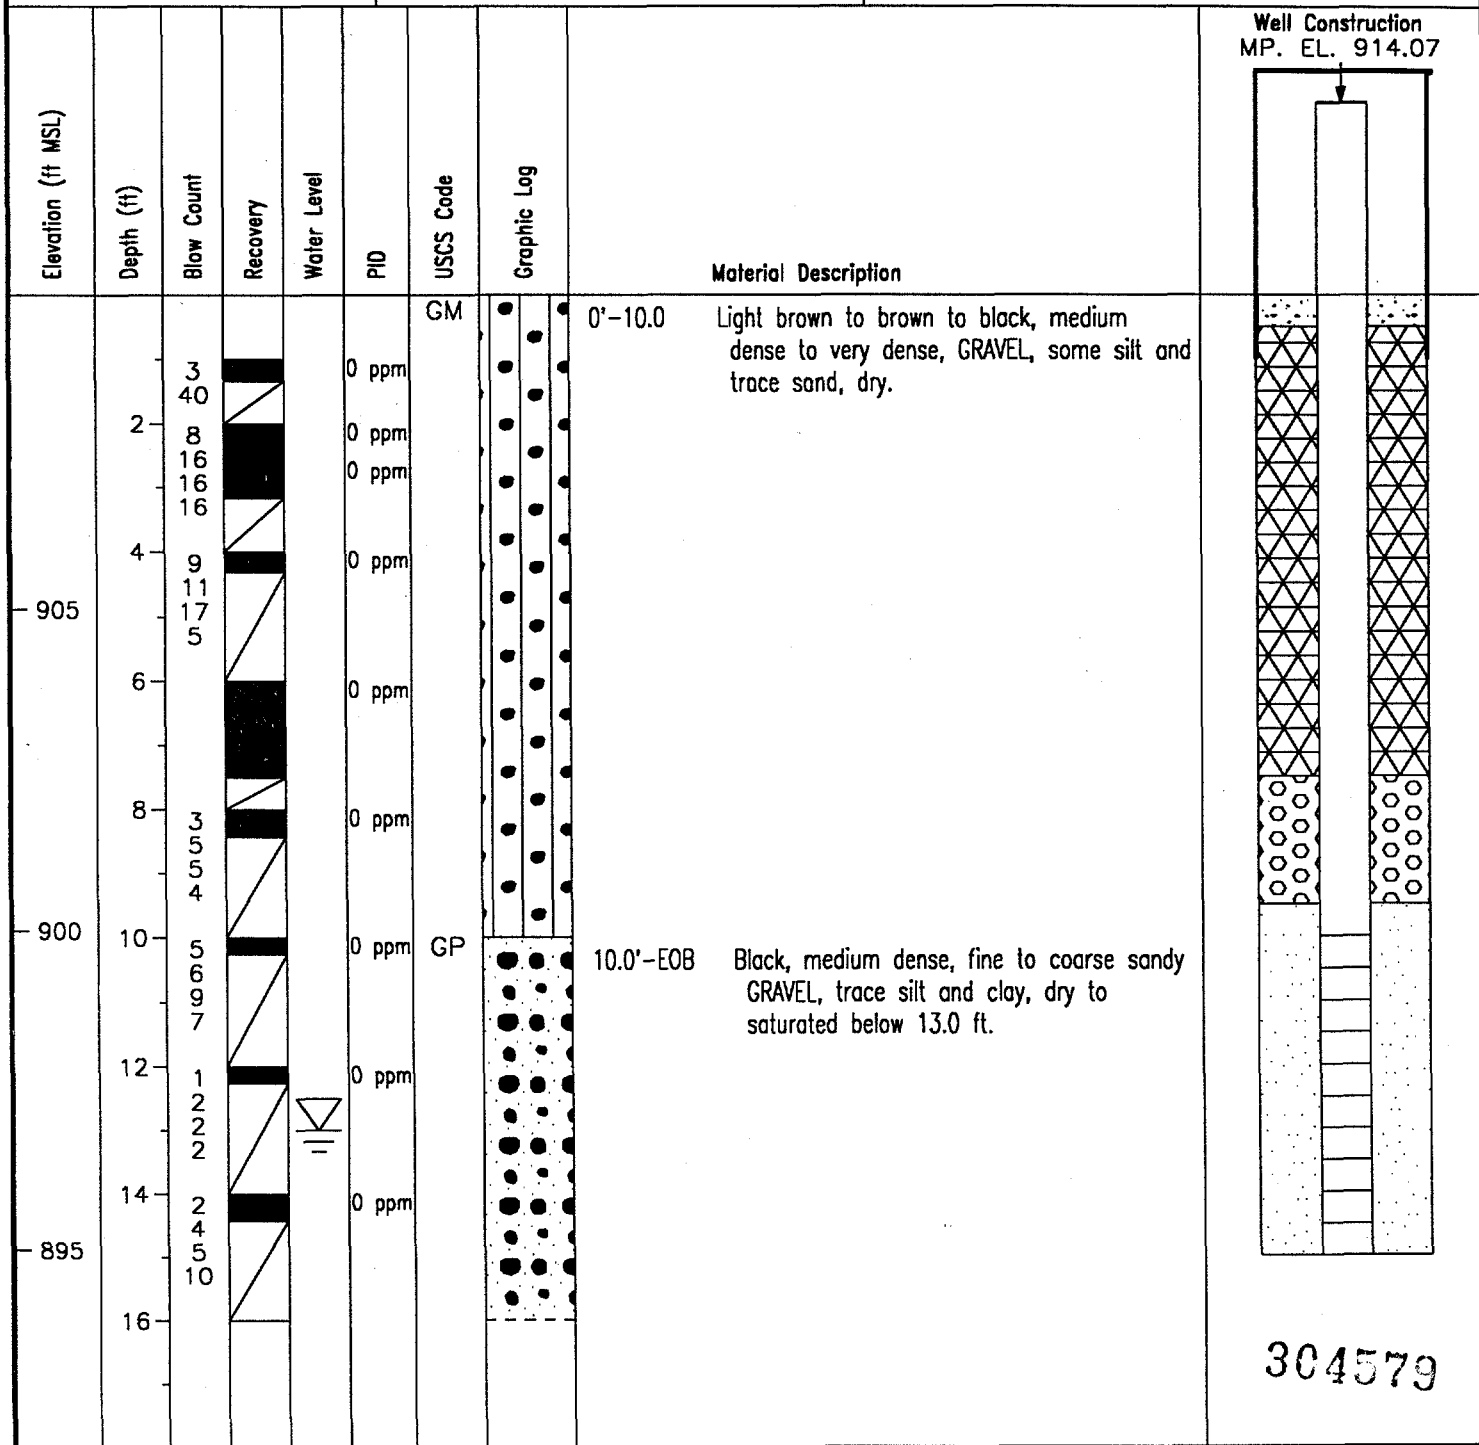 Well Construction
MP. EL. 914.07
Elevation (ft MSL)
Depth (ft)
Blow Count
Recovery
Water Level
PID
USCS Code
Graphic Log
Material Description
GM
0'-10.0 Light brown to brown to black, medium
dense to very dense, GRAVEL, some silt and
trace sand, dry.
3 0 ppm
40
2 8 0 ppm
16 0 ppm
16
16
4 9 0 ppm
11
905 17
5
6 0 ppm
8 3 0 ppm
5
5
4
900 10 5 0 ppm GP
10.0'-EOB Black, medium dense, fine to coarse sandy
GRAVEL, trace silt and clay, dry to
saturated below 13.0 ft.
6
9
7
12 1 0 ppm
2
2
2
14 2 0 ppm
4
895 5
10
16
304579